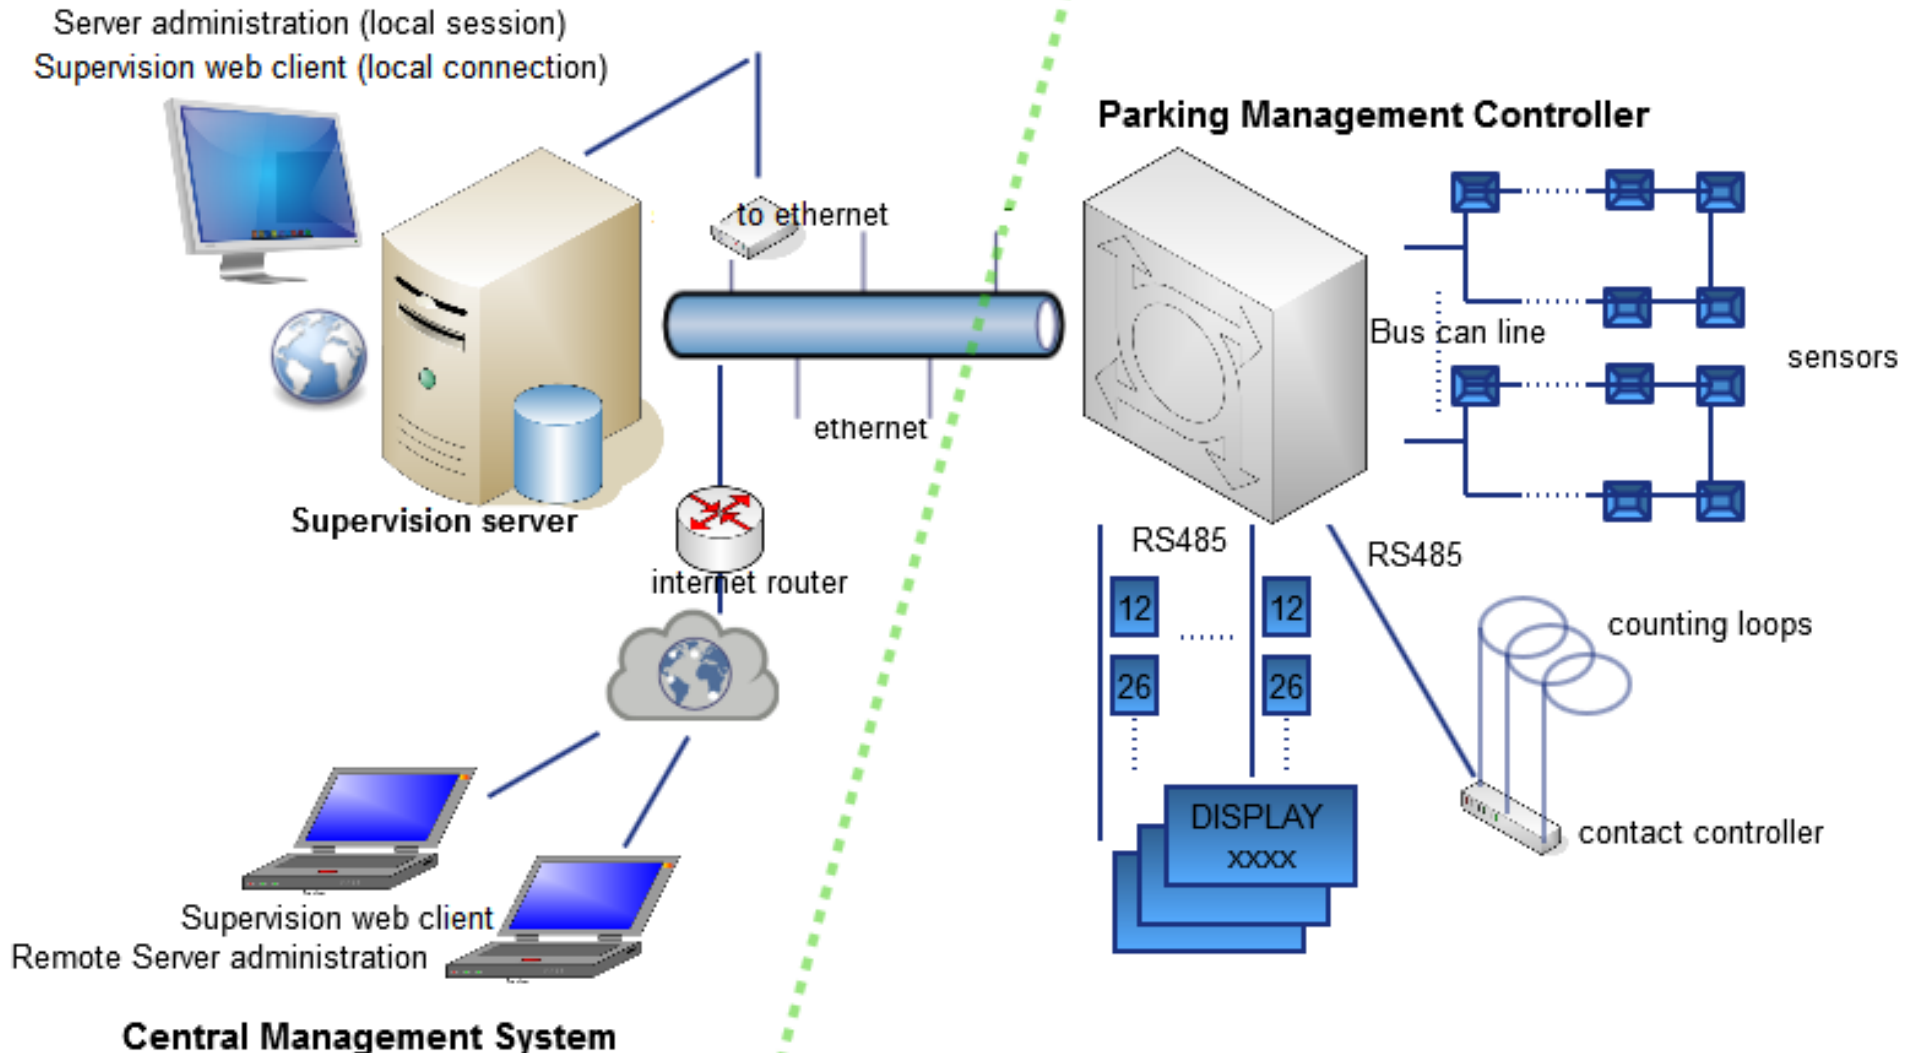 Server administration (local session)
Supervision web client (local connection)
Parking Management Controller
to ethernet
Bus can line
sensors
ethernet
Supervision server
RS485
RS485
internet router
12
12
26
26
counting loops
DISPLAY
xxxx
contact controller
Supervision web client
Remote Server administration
Central Management System